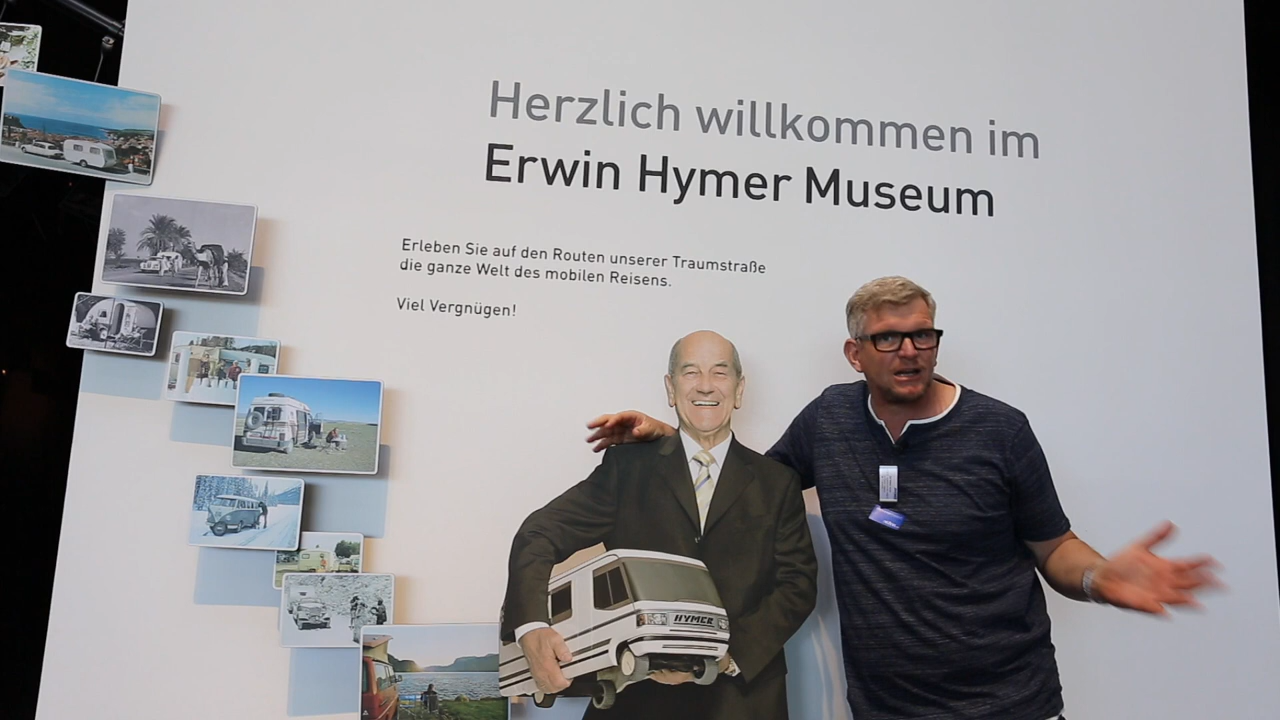 Herzlich willkommen im
Erwin Hymer Museum
Erleben Sie auf den Routen unserer Traumstraße
die ganze Welt des mobilen Reisens.
Viel Vergnügen!
HYMER